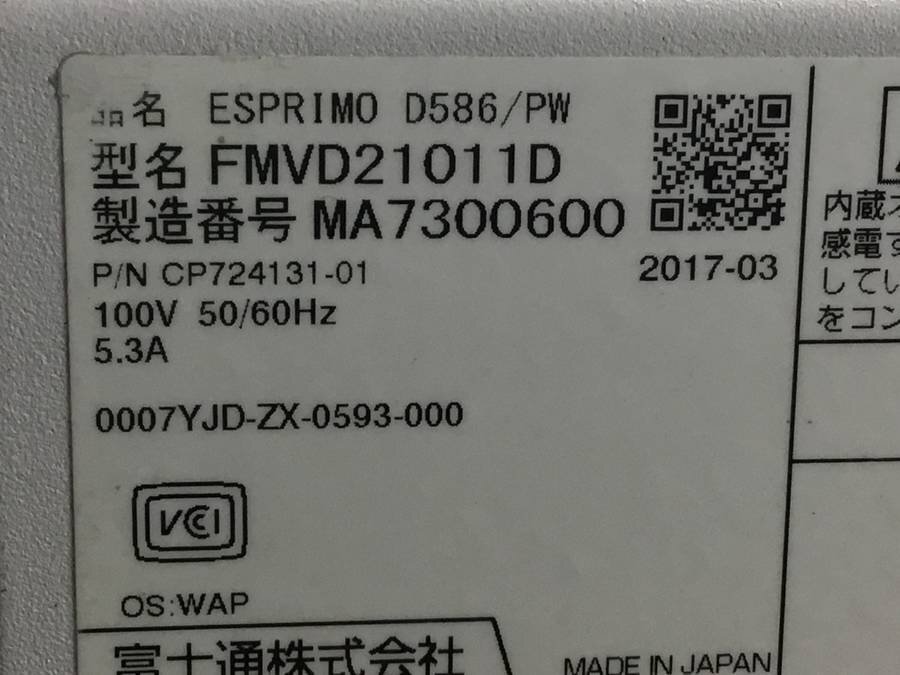 品名 ESPRIMO D586/PW
型名 FMVD21011D
製造番号 MA7300600
P/N CP724131-01
2017-03
100V 50/60Hz
5.3A
0007YJD-ZX-0593-000
VCI
OS:WAP
富士通株式会社
MADE IN JAPAN
内蔵
感電す
してい
をコン